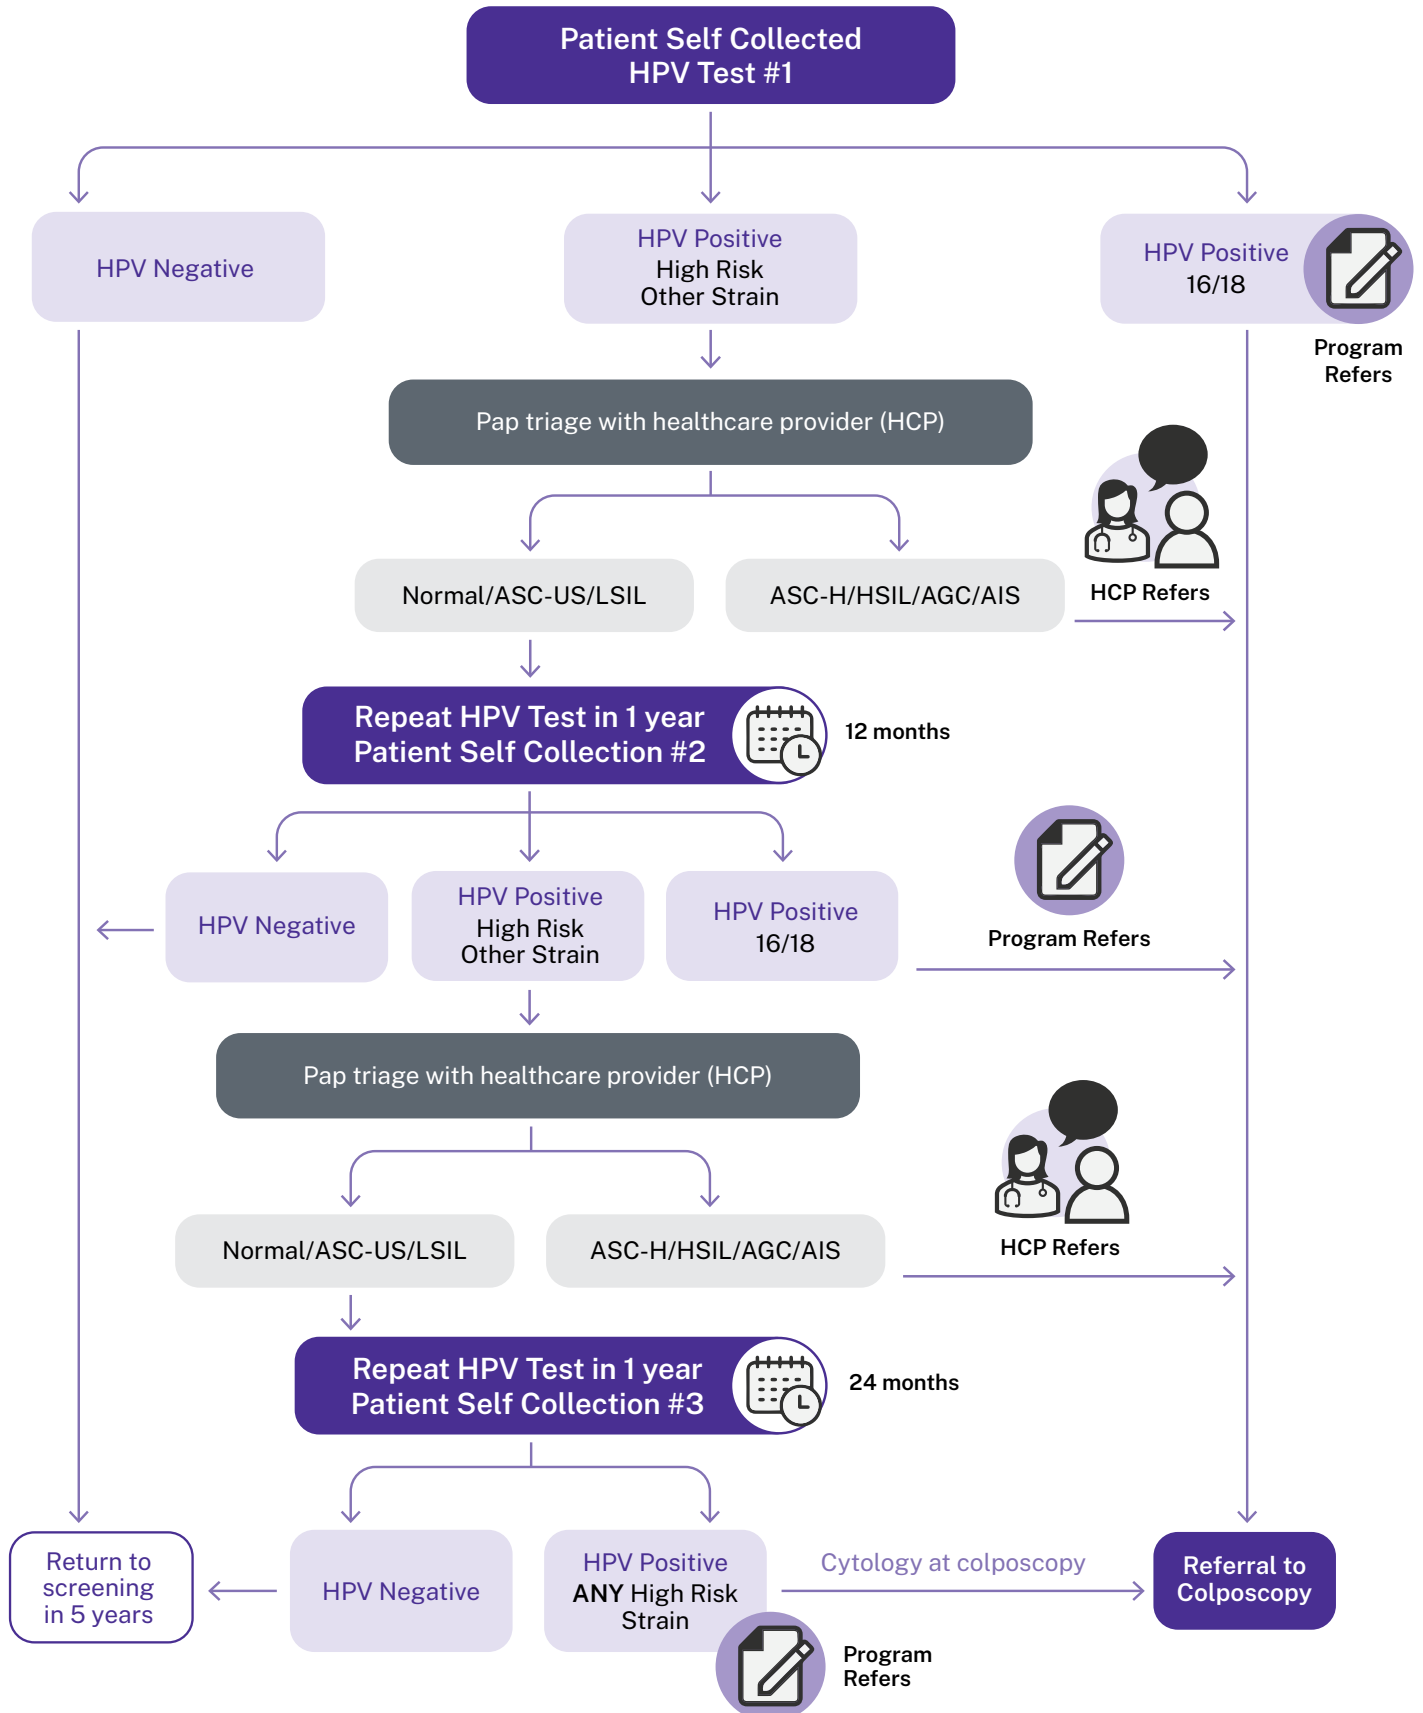 Patient Self Collected
HPV Test #1
HPV Negative
HPV Positive
High Risk
Other Strain
HPV Positive
16/18
Program
Refers
Pap triage with healthcare provider (HCP)
Normal/ASC-US/LSIL
ASC-H/HSIL/AGC/AIS
HCP Refers
Repeat HPV Test in 1 year
Patient Self Collection #2
12 months
HPV Negative
HPV Positive
High Risk
Other Strain
HPV Positive
16/18
Program Refers
Pap triage with healthcare provider (HCP)
Normal/ASC-US/LSIL
ASC-H/HSIL/AGC/AIS
HCP Refers
Repeat HPV Test in 1 year
Patient Self Collection #3
24 months
Return to
screening
in 5 years
HPV Negative
HPV Positive
ANY High Risk
Strain
Program
Refers
Cytology at colposcopy
Referral to
Colposcopy